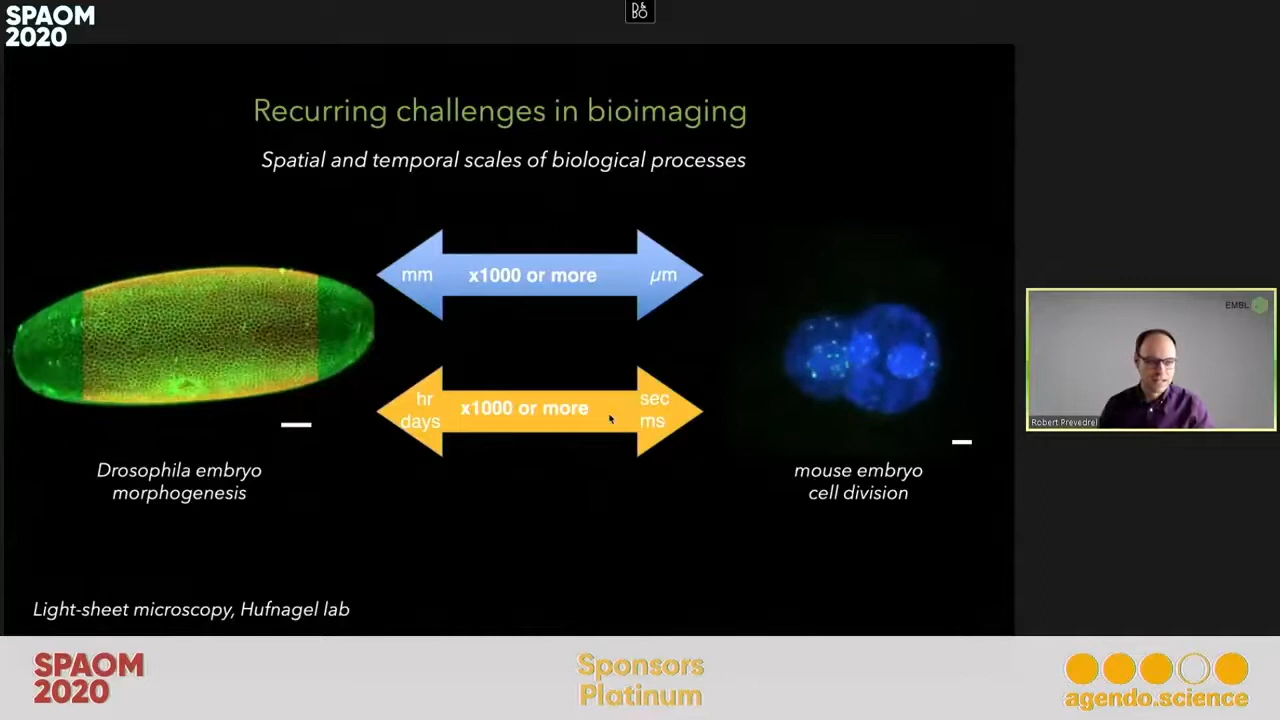 SPAOM
2020
B&O
Recurring challenges in bioimaging
Spatial and temporal scales of biological processes
mm x1000 or more µm
hr
days
x1000 or more
sec
ms
Drosophila embryo
morphogenesis
mouse embryo
cell division
Light-sheet microscopy, Hufnagel lab
EMBL
Robert Prevedel
SPAOM
2020
Sponsors
Platinum
agendo.science